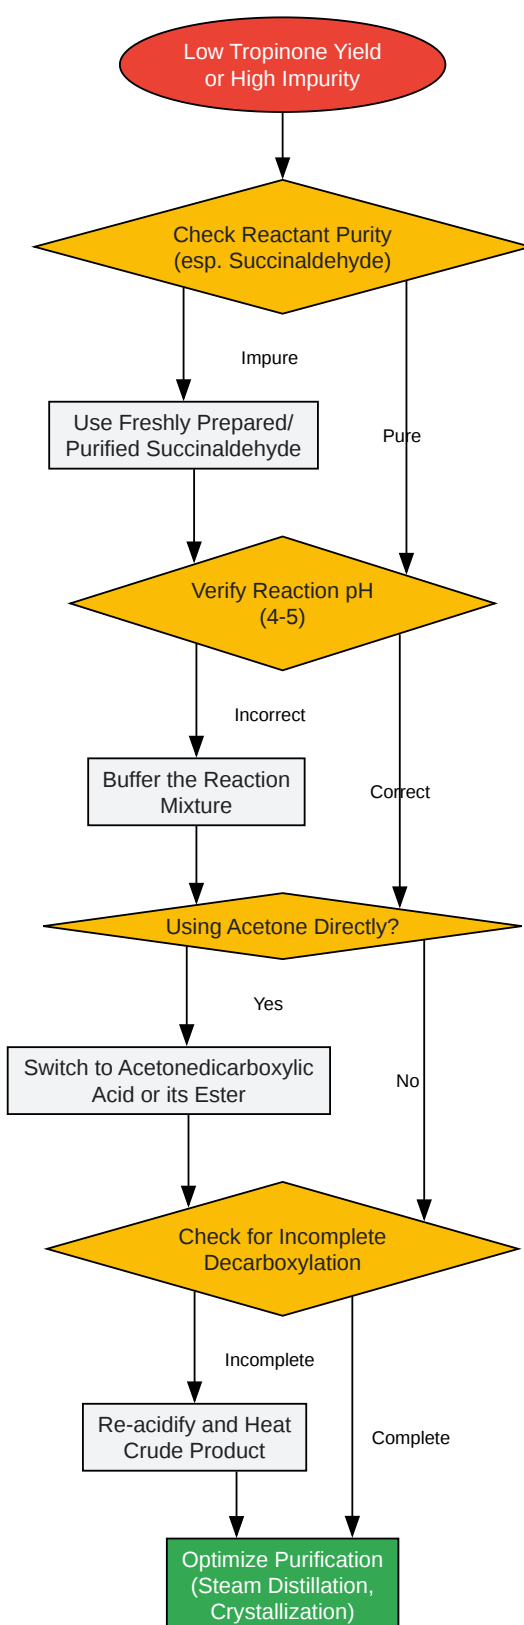 Low Tropinone Yield
or High Impurity
Check Reactant Purity
(esp. Succinaldehyde)
Impure
Use Freshly Prepared/
Purified Succinaldehyde
Pure
Verify Reaction pH
(4-5)
Incorrect
Buffer the Reaction
Mixture
Correct
Using Acetone Directly?
Yes
Switch to Acetonedicarboxylic
Acid or its Ester
No
Check for Incomplete
Decarboxylation
Incomplete
Re-acidify and Heat
Crude Product
Complete
Optimize Purification
(Steam Distillation,
Crystallization)